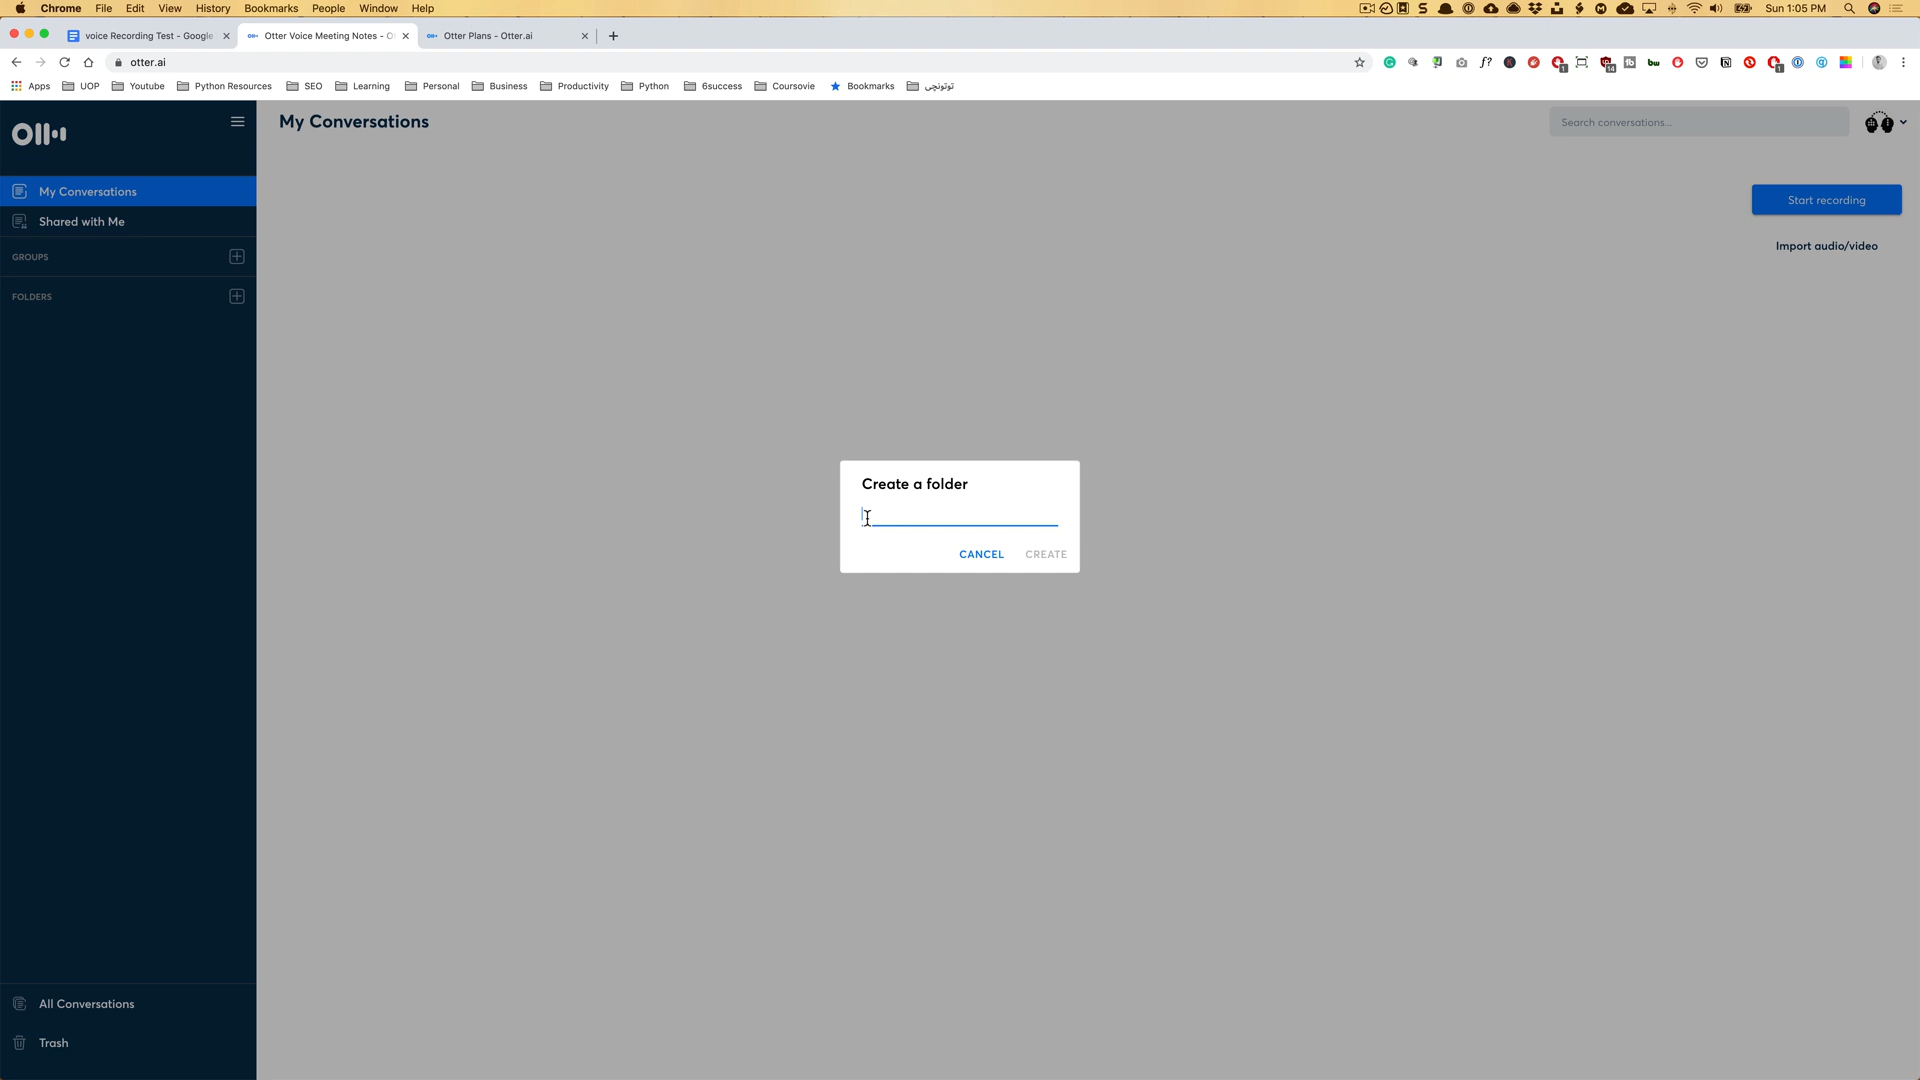 Chrome File Edit View History Bookmarks People Window Help Sun 1:05 PM
voice Recording Test - Google
Otter Voice Meeting Notes - O
Otter Plans - Otter.ai
otter.ai
Apps UOP Youtube Python Resources SEO Learning Personal Business Productivity Python 6success Coursovie Bookmarks توتونچی
My Conversations
Search conversations...
My Conversations
Shared with Me
GROUPS
FOLDERS
Start recording
Import audio/video
Create a folder
CANCEL CREATE
All Conversations
Trash